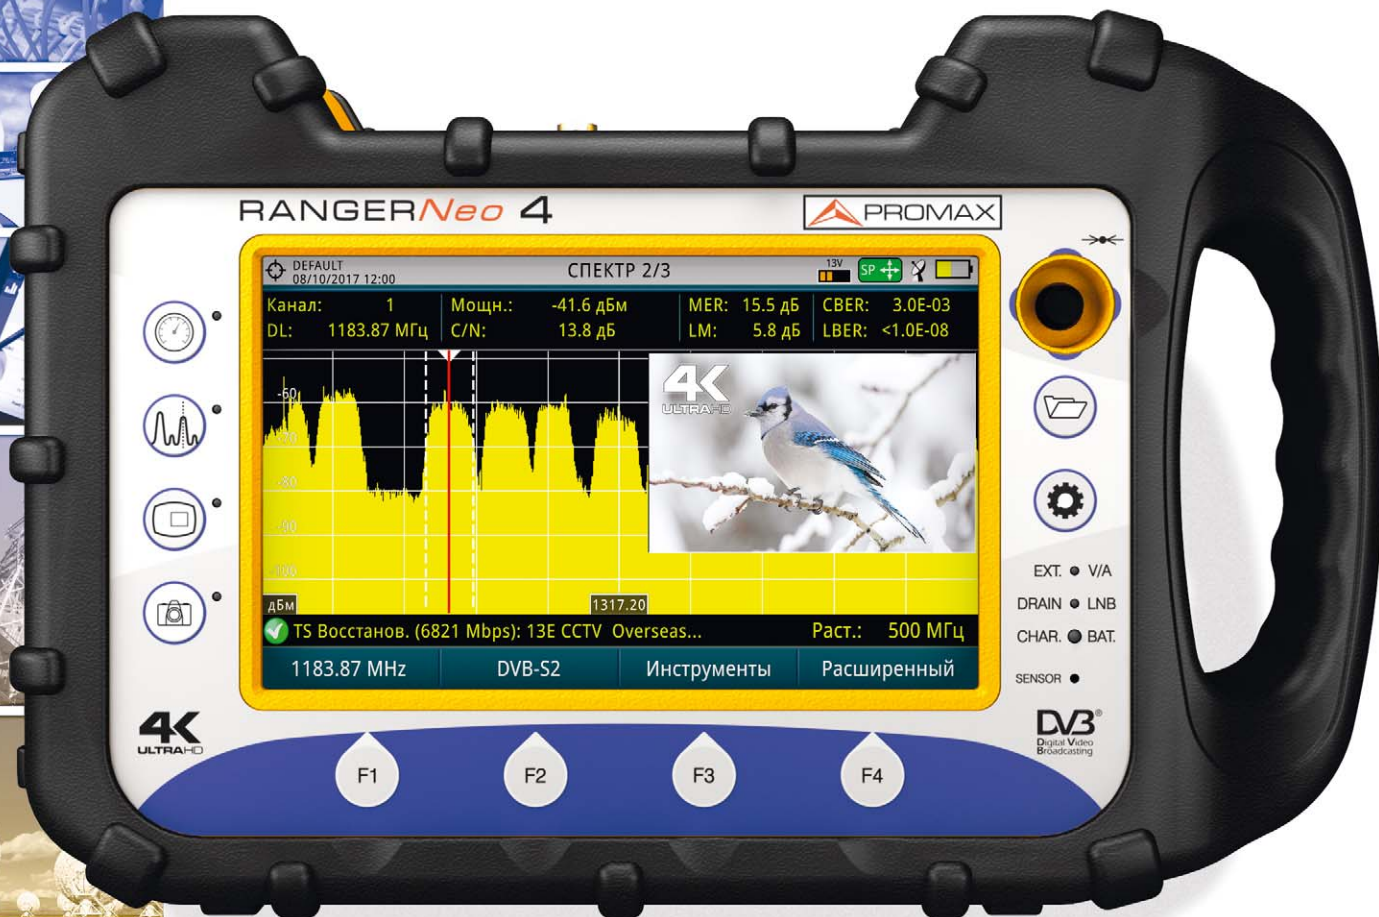 RANGERNeo 4
PROMAX
DEFAULT
08/10/2017 12:00
СПЕКТР 2/3
13V
SP
Канал: 1
Мощн.: -41.6 дБм
MER: 15.5 дБ
CBER: 3.0E-03
DL: 1183.87 МГц
C/N: 13.8 дБ
LM: 5.8 дБ
LBER: <1.0E-08
4K
ULTRAHD
-60
-70
-80
-90
-100
дБм
1317.20
TS Восстанов. (6821 Mbps): 13E CCTV Overseas...
Раст.: 500 МГц
1183.87 MHz
DVB-S2
Инструменты
Расширенный
EXT. V/A
DRAIN LNB
CHAR. BAT.
SENSOR
4K
ULTRAHD
DVB®
Digital Video
Broadcasting
F1
F2
F3
F4